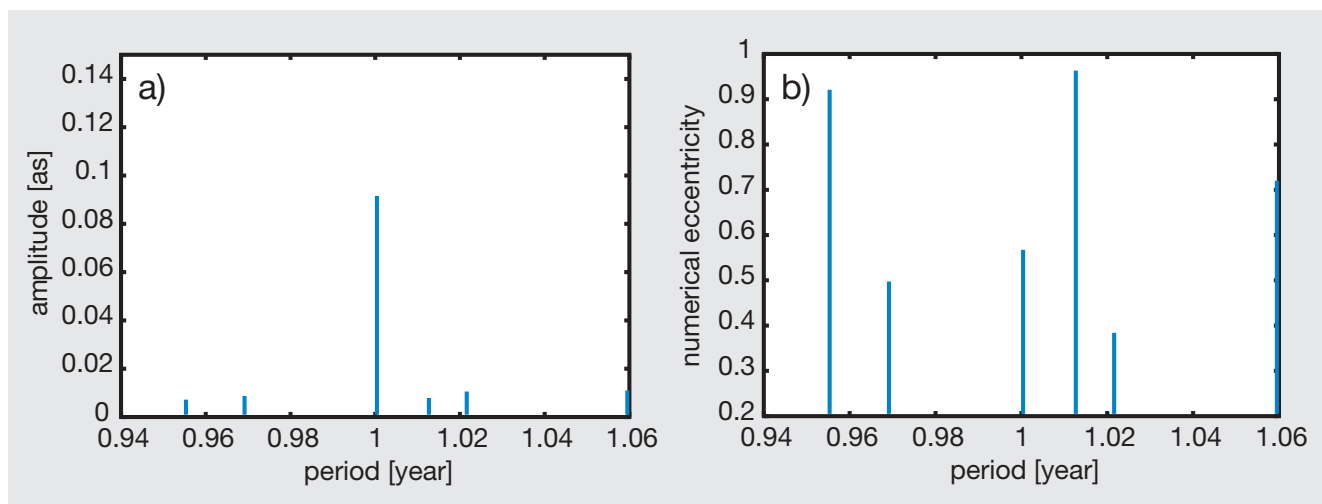 a)
amplitude [as]
0.14
0.12
0.1
0.08
0.06
0.04
0.02
0
0.94 0.96 0.98 1 1.02 1.04 1.06
period [year]
b)
numerical eccentricity
1
0.9
0.8
0.7
0.6
0.5
0.4
0.3
0.2
0.94 0.96 0.98 1 1.02 1.04 1.06
period [year]